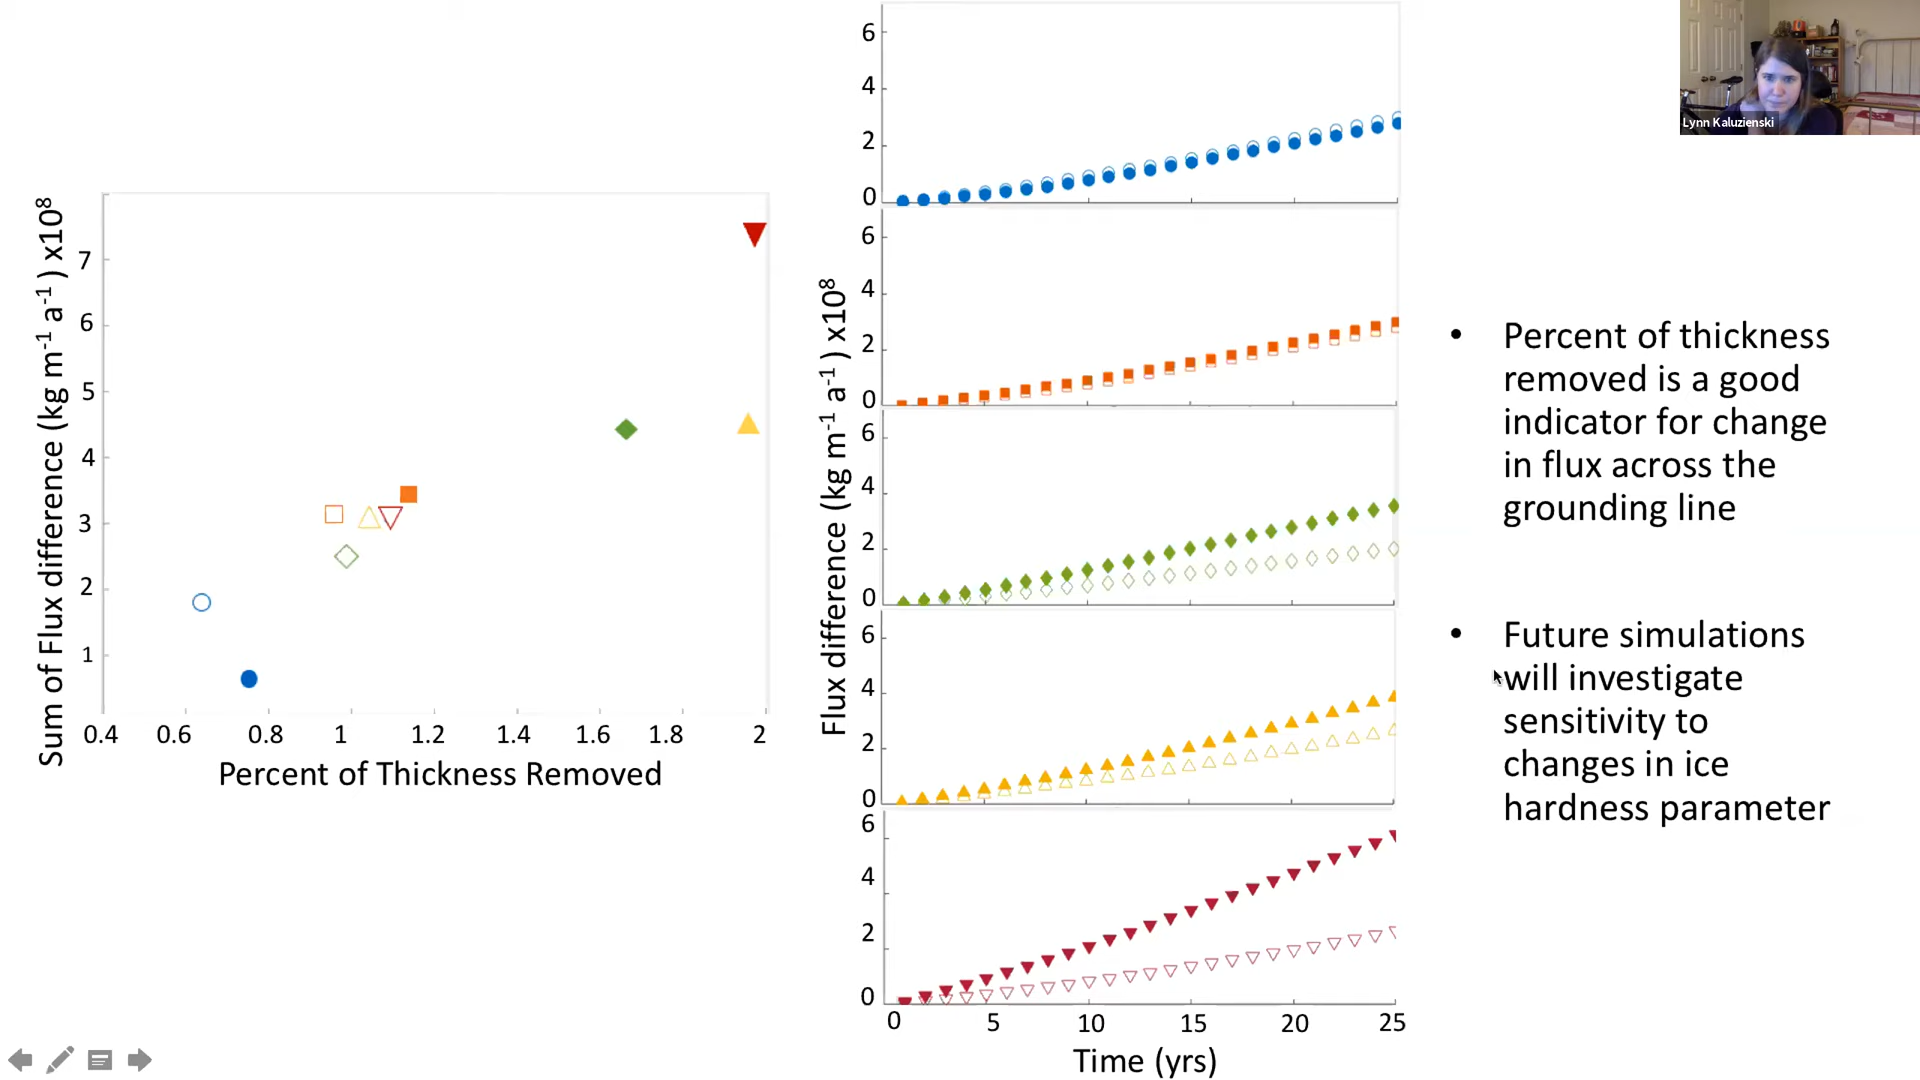 Lynn Kaluzienski
Sum of Flux difference (kg m-1 a-1 ) x10⁸
7
6
5
4
3
2
1
0.4 0.6 0.8 1 1.2 1.4 1.6 1.8 2
Percent of Thickness Removed
Flux difference (kg m-1 a-1 ) x10⁸
6
4
2
0
6
4
2
0
6
4
2
0
6
4
2
0
6
4
2
0
0 5 10 15 20 25
Time (yrs)
• Percent of thickness
removed is a good
indicator for change
in flux across the
grounding line
• Future simulations
will investigate
sensitivity to
changes in ice
hardness parameter